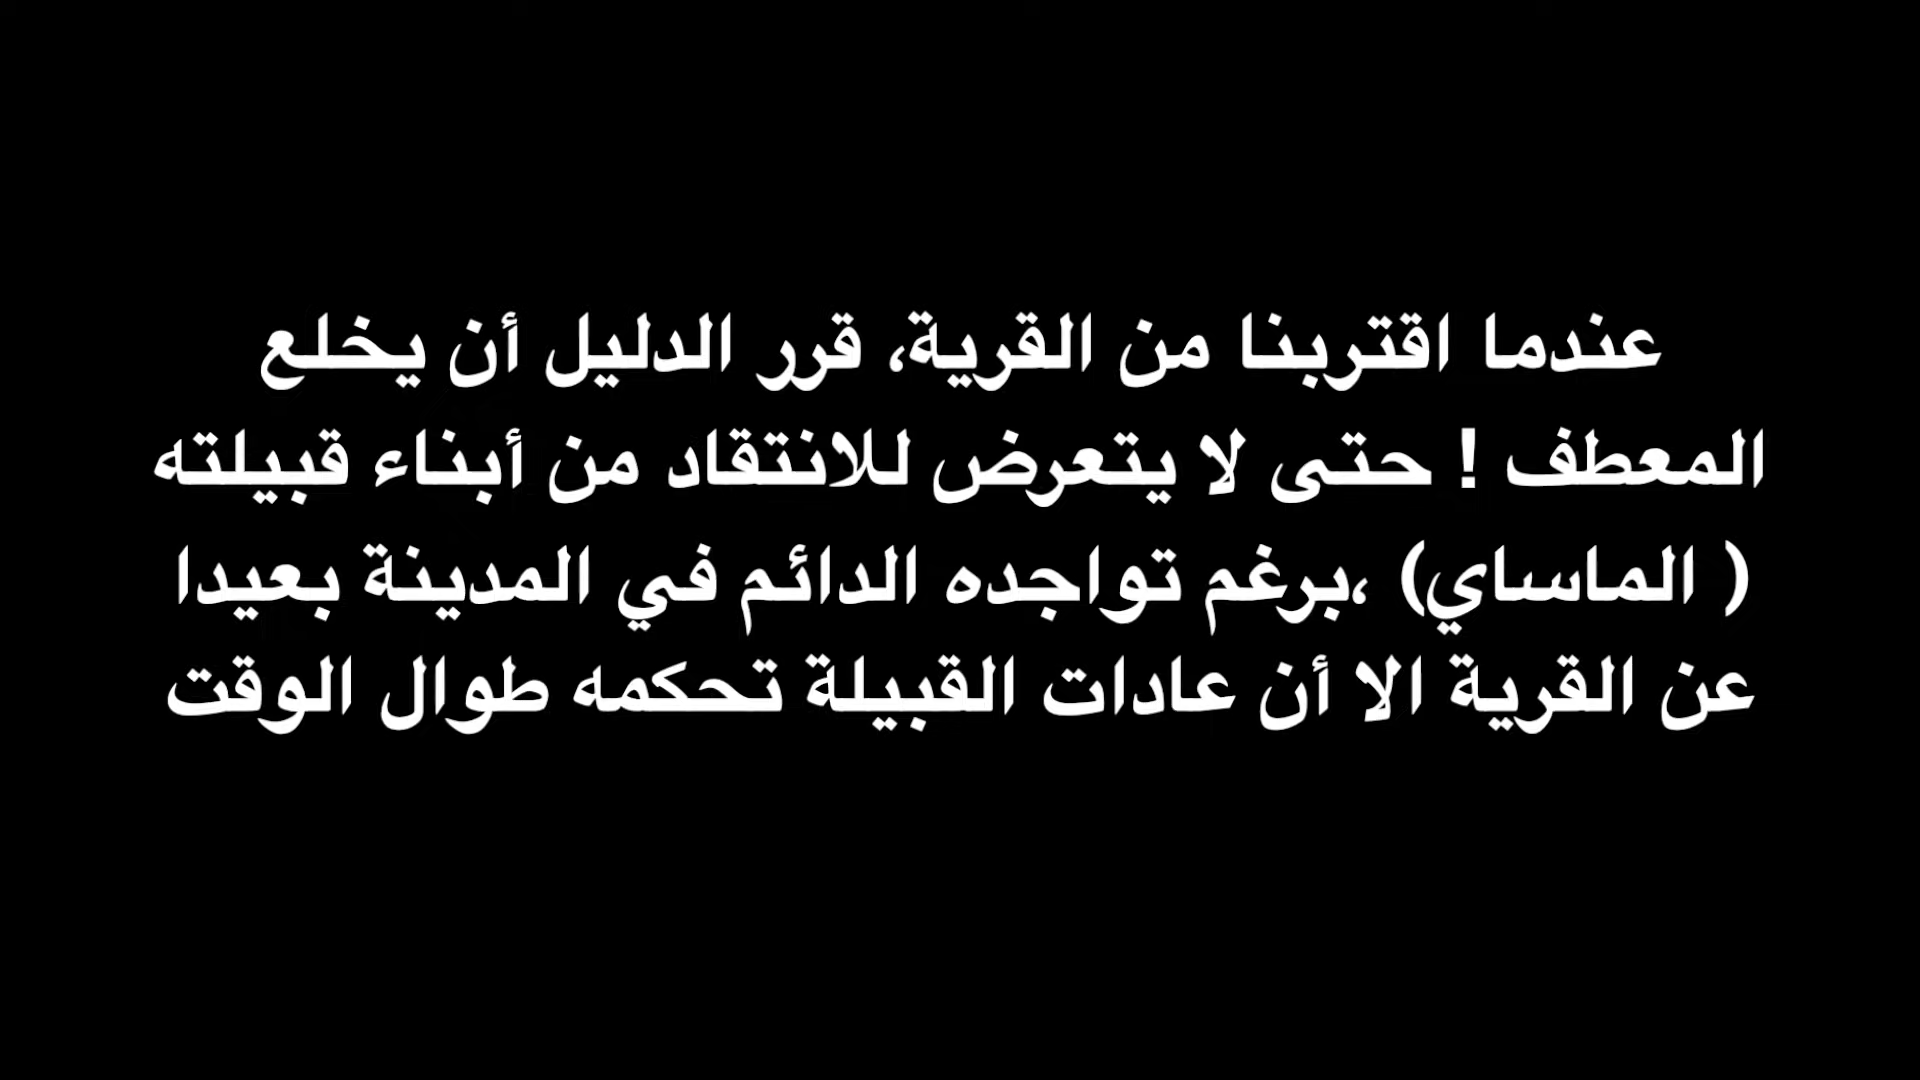 عندما اقتربنا من القرية، قرر الدليل أن يخلع
المعطف ! حتى لا يتعرض للانتقاد من أبناء قبيلته
( الماساي) ،برغم تواجده الدائم في المدينة بعيدا
عن القرية الا أن عادات القبيلة تحكمه طوال الوقت